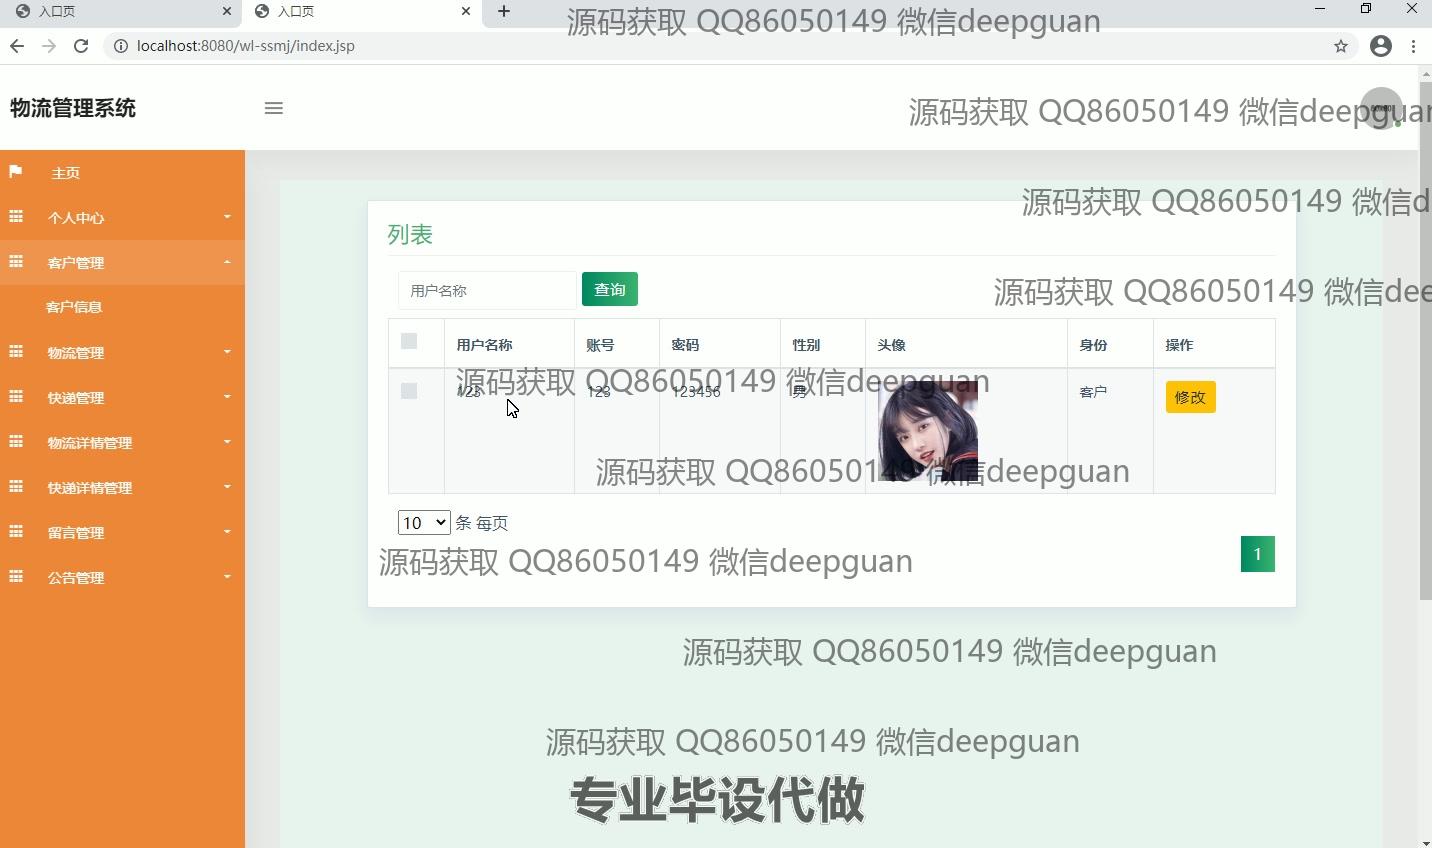 入口页
入口页
源码获取 QQ86050149 微信deepguan
localhost:8080/wl-ssmj/index.jsp
物流管理系统
源码获取 QQ86050149 微信deepguan
主页
个人中心
源码获取 QQ86050149 微信d
客户管理
列表
客户信息
用户名称
查询
源码获取 QQ86050149 微信dee
物流管理
用户名称 账号 密码 性别 头像 身份 操作
快递管理
123 123 123456 男 客户 修改
源码获取 QQ86050149 微信deepguan
物流详情管理
源码获取 QQ86050149 微信deepguan
快递详情管理
留言管理
10 条 每页
源码获取 QQ86050149 微信deepguan
1
公告管理
源码获取 QQ86050149 微信deepguan
源码获取 QQ86050149 微信deepguan
专业毕设代做